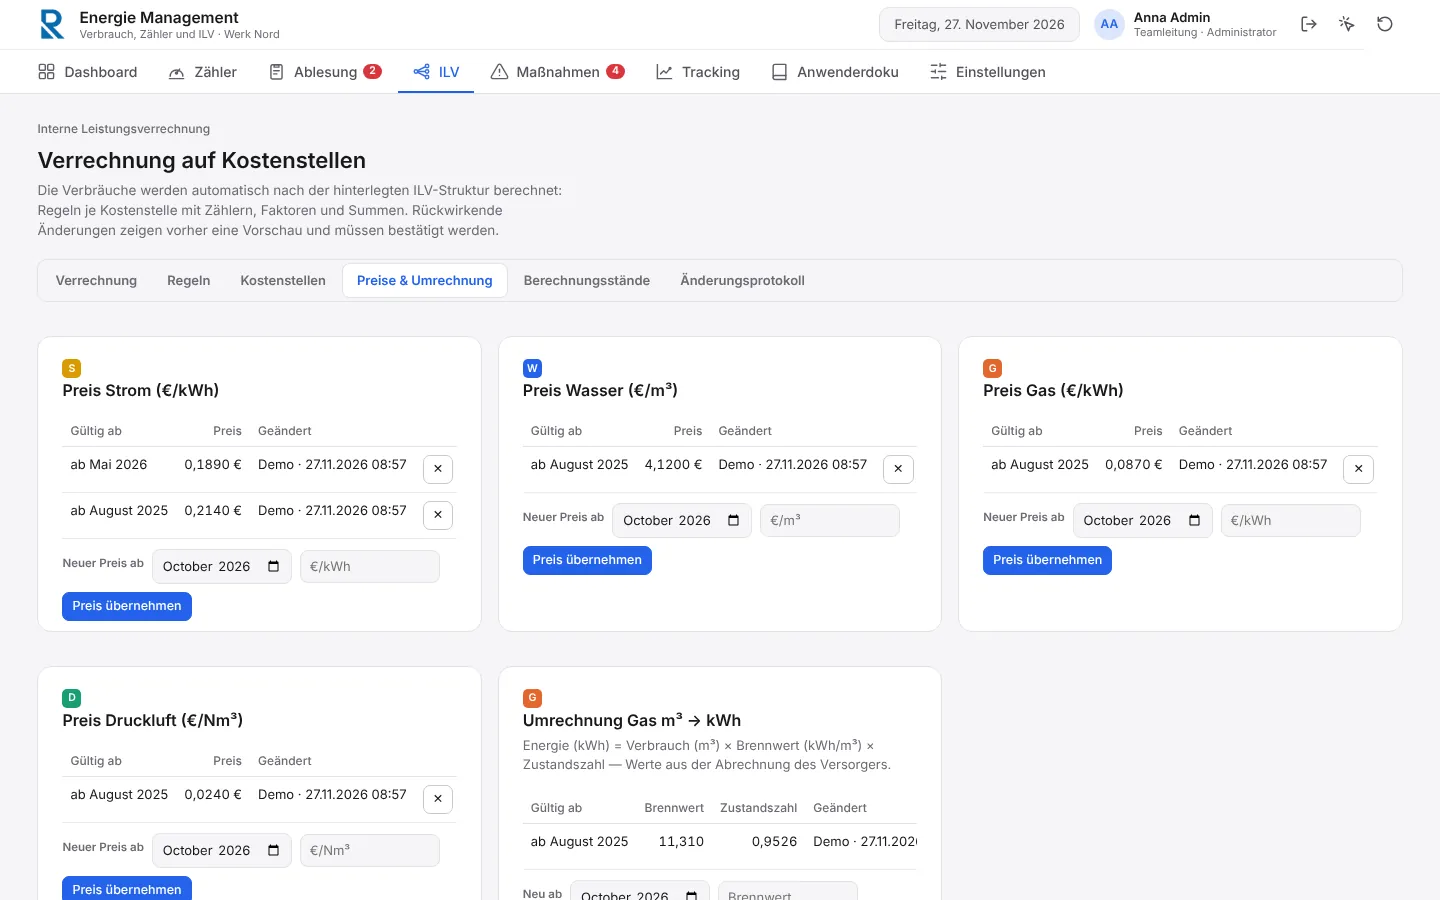 Energie Management
Verbrauch, Zähler und ILV · Werk Nord
Freitag, 27. November 2026
AA
Anna Admin
Teamleitung · Administrator
Dashboard
Zähler
Ablesung 2
ILV
Maßnahmen 4
Tracking
Anwenderdoku
Einstellungen
Interne Leistungsverrechnung
Verrechnung auf Kostenstellen
Die Verbräuche werden automatisch nach der hinterlegten ILV-Struktur berechnet:
Regeln je Kostenstelle mit Zählern, Faktoren und Summen. Rückwirkende
Änderungen zeigen vorher eine Vorschau und müssen bestätigt werden.
Verrechnung
Regeln
Kostenstellen
Preise & Umrechnung
Berechnungsstände
Änderungsprotokoll
S
Preis Strom (€/kWh)
Gültig ab Preis Geändert
ab Mai 2026 0,1890 € Demo · 27.11.2026 08:57 ×
ab August 2025 0,2140 € Demo · 27.11.2026 08:57 ×
Neuer Preis ab October 2026 €/kWh
Preis übernehmen
W
Preis Wasser (€/m³)
Gültig ab Preis Geändert
ab August 2025 4,1200 € Demo · 27.11.2026 08:57 ×
Neuer Preis ab October 2026 €/m³
Preis übernehmen
G
Preis Gas (€/kWh)
Gültig ab Preis Geändert
ab August 2025 0,0870 € Demo · 27.11.2026 08:57 ×
Neuer Preis ab October 2026 €/kWh
Preis übernehmen
D
Preis Druckluft (€/Nm³)
Gültig ab Preis Geändert
ab August 2025 0,0240 € Demo · 27.11.2026 08:57 ×
Neuer Preis ab October 2026 €/Nm³
Preis übernehmen
G
Umrechnung Gas m³ → kWh
Energie (kWh) = Verbrauch (m³) × Brennwert (kWh/m³) ×
Zustandszahl — Werte aus der Abrechnung des Versorgers.
Gültig ab Brennwert Zustandszahl Geändert
ab August 2025 11,310 0,9526 Demo · 27.11.2026
Neu ab October 2026 Brennwert